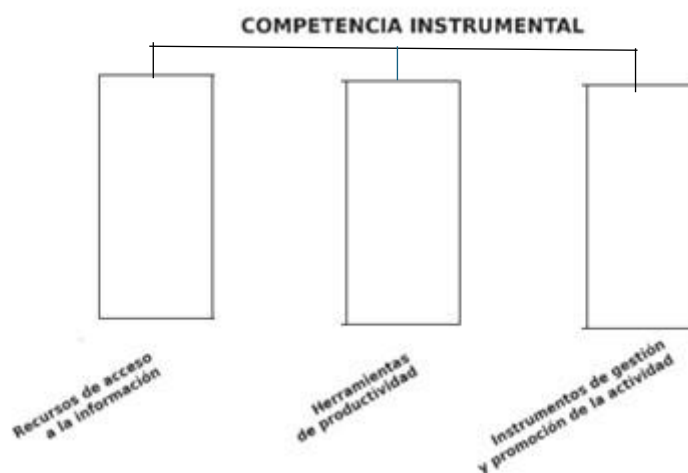 COMPETENCIA INSTRUMENTAL
Recursos de acceso
a la información
Herramientas
de productividad
Instrumentos de gestión
y promoción de la actividad